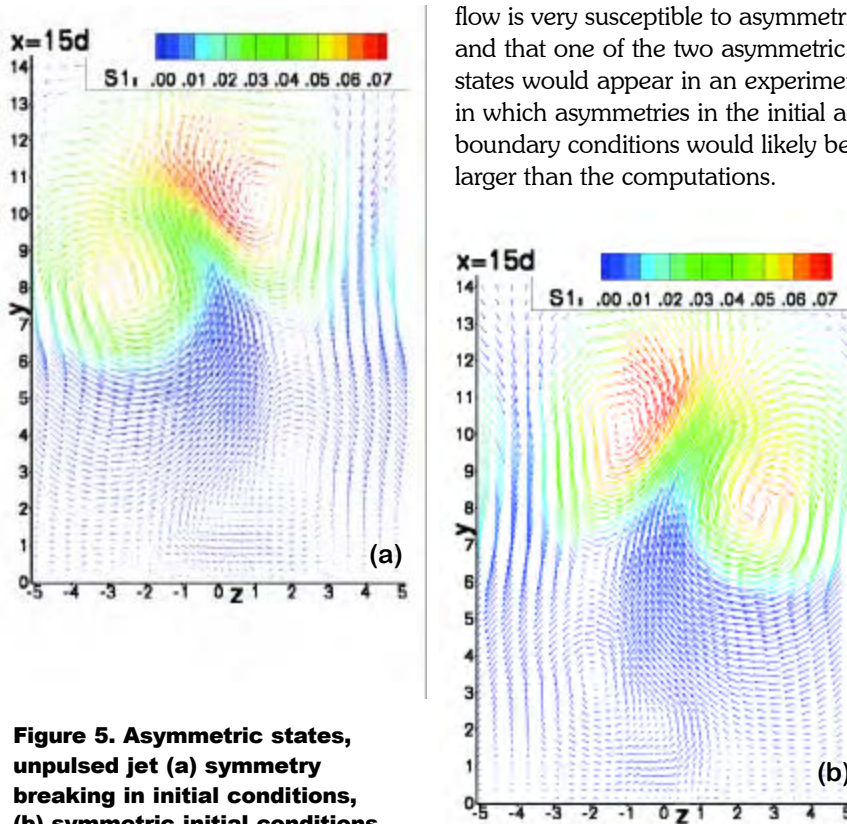 flow is very susceptible to
and that one of the two asymmetric
states would appear in an
in which asymmetries in the initial
boundary conditions would likely be
larger than the computations.
x=15d
S1: .00 .01 .02 .03 .04 .05 .06 .07
14
13
12
11
10
9
8
y
7
6
5
4
3
2
1
0
(a)
-5 -4 -3 -2 -1 0 z 1 2 3 4 5
x=15d
S1: .00 .01 .02 .03 .04 .05 .06 .07
14
13
12
11
10
9
8
y
7
6
5
4
3
2
1
0
(b)
-5 -4 -3 -2 -1 0 z 1 2 3 4 5
Figure 5. Asymmetric states,
unpulsed jet (a) symmetry
breaking in initial conditions,
(b) symmetric initial conditions